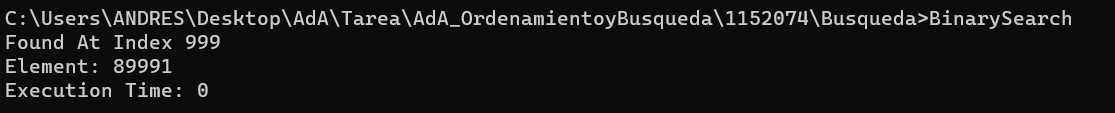 C:\Users\ANDRES\Desktop\AdA\Tarea\AdA_OrdenamientoyBusqueda\1152074\Busqueda>BinarySearch
Found At Index 999
Element: 89991
Execution Time: 0